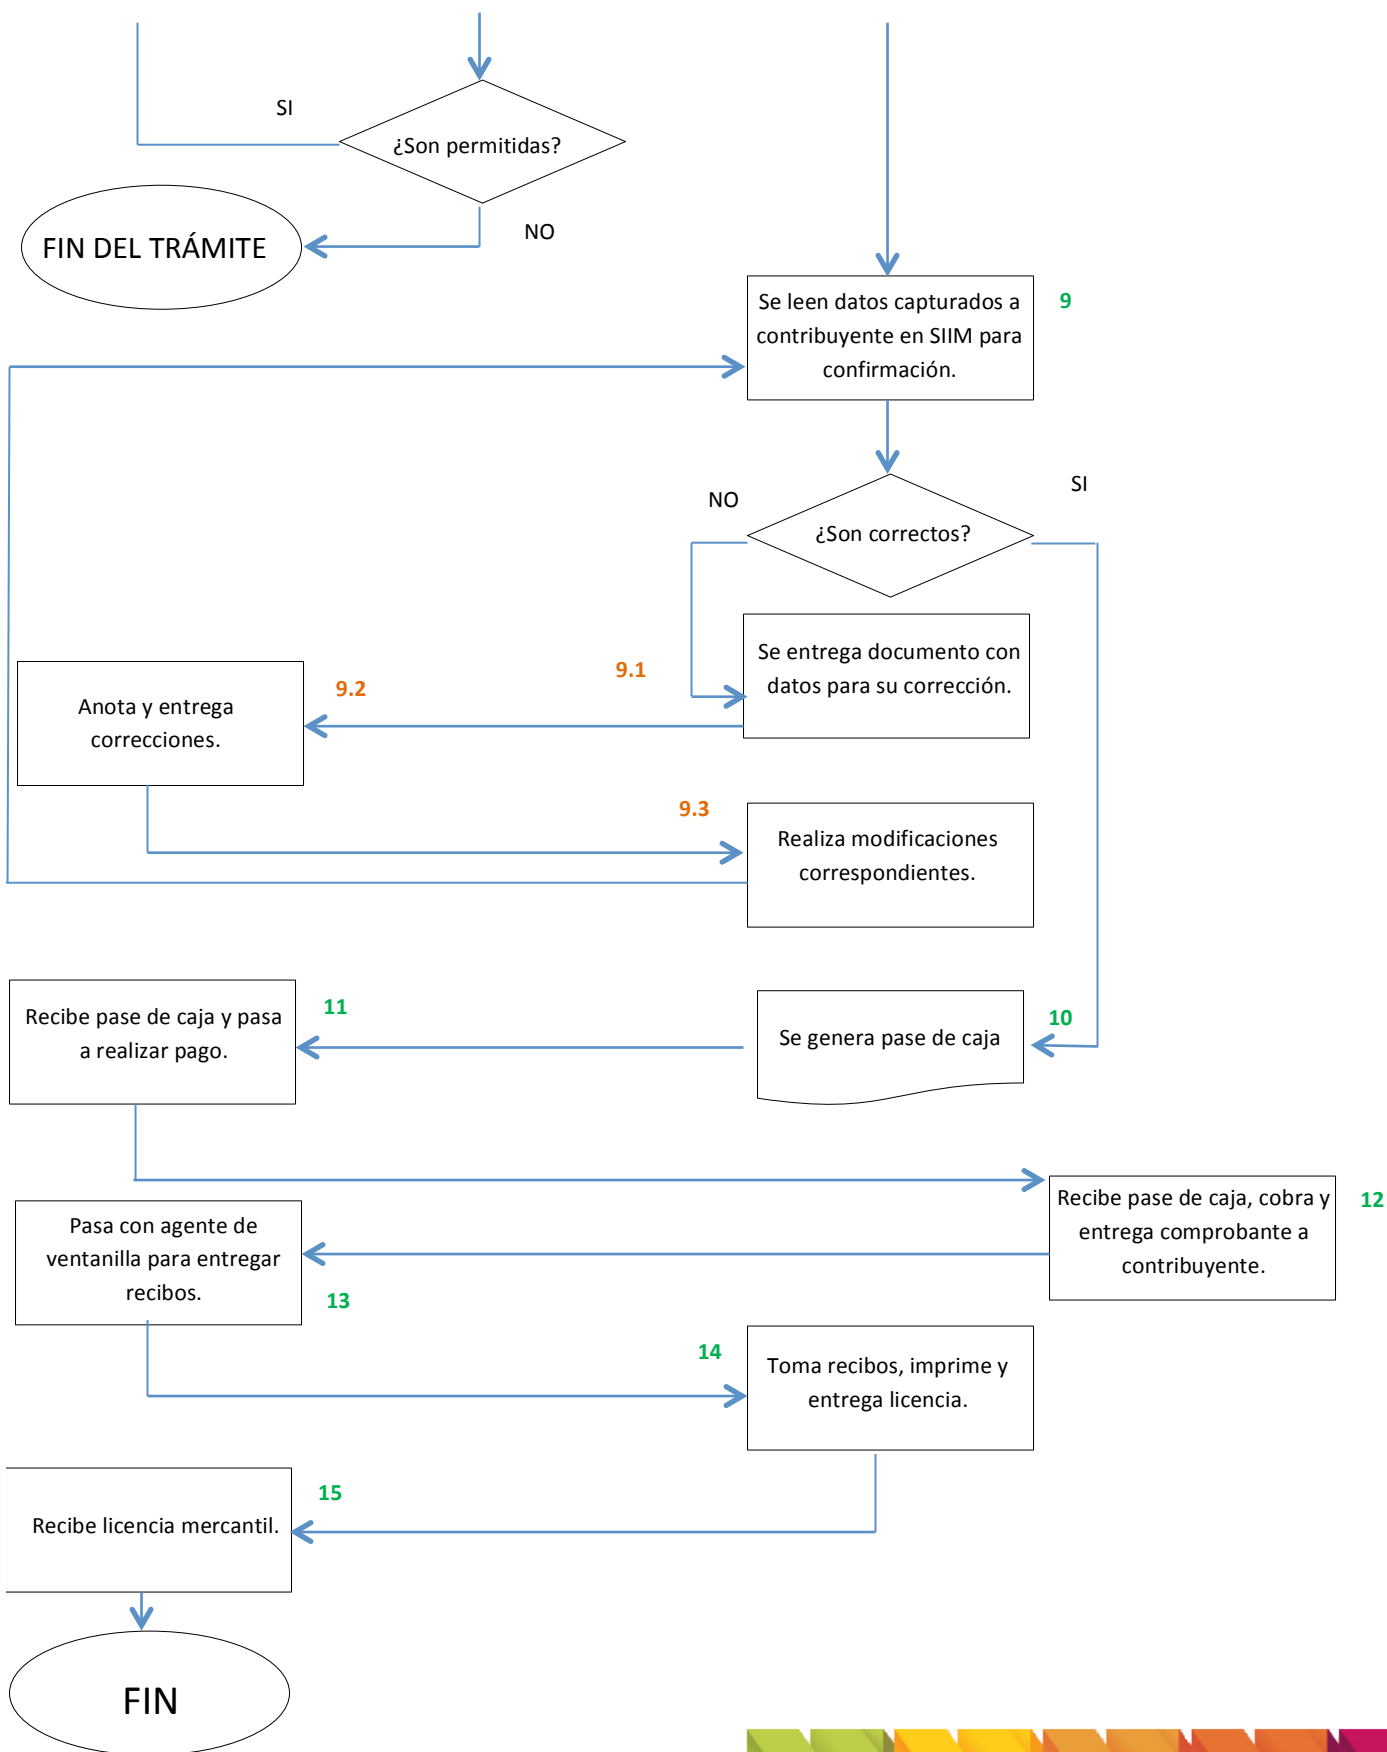 SI
¿Son permitidas?
NO
FIN DEL TRÁMITE
Se leen datos capturados a
contribuyente en SIIM para
confirmación.
9
NO
SI
¿Son correctos?
Se entrega documento con
datos para su corrección.
9.1
9.2
Anota y entrega
correcciones.
9.3
Realiza modificaciones
correspondientes.
11
Recibe pase de caja y pasa
a realizar pago.
Se genera pase de caja
10
Recibe pase de caja, cobra y
entrega comprobante a
contribuyente.
12
Pasa con agente de
ventanilla para entregar
recibos.
13
14
Toma recibos, imprime y
entrega licencia.
15
Recibe licencia mercantil.
FIN